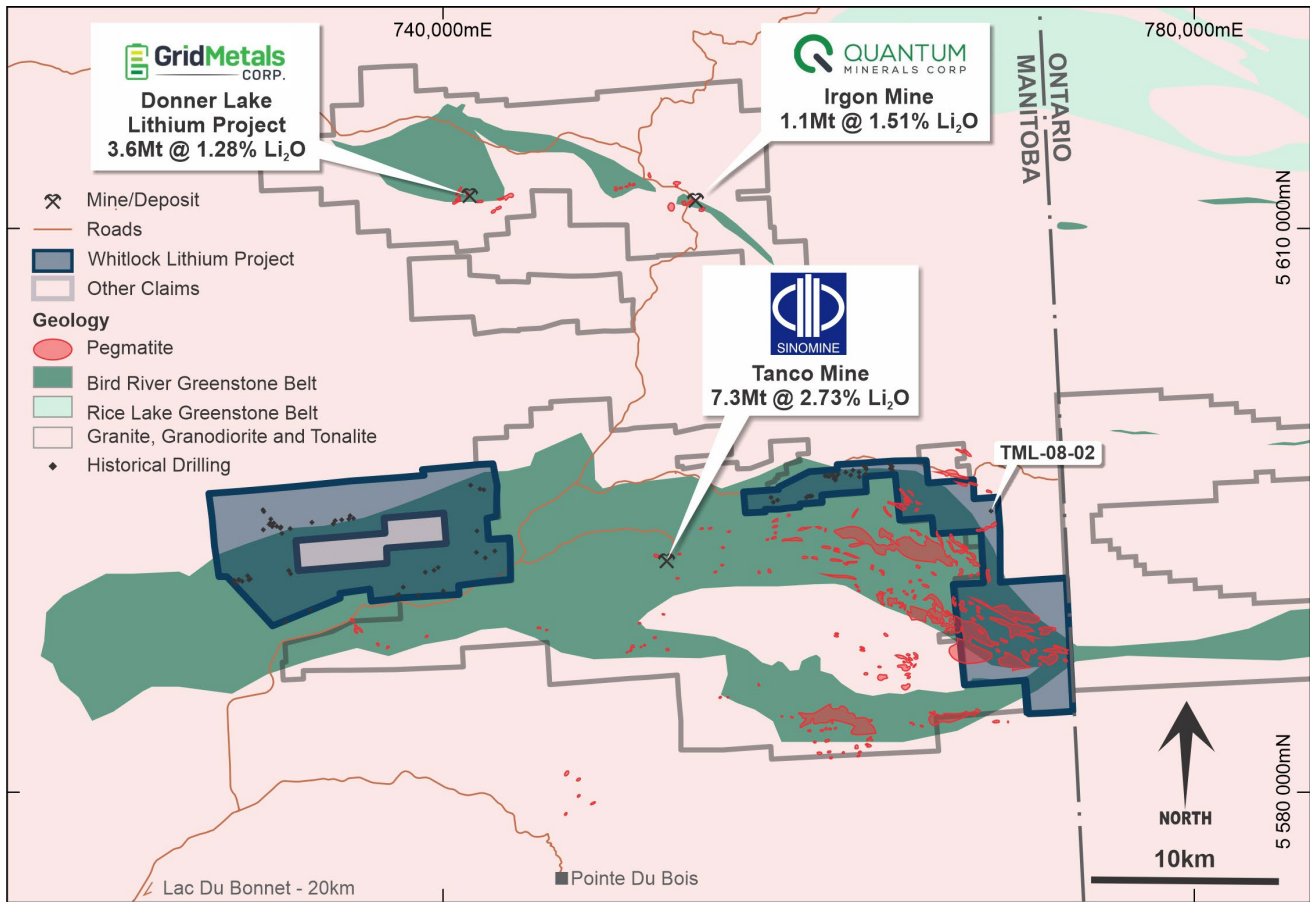 740,000mE
780,000mE
GridMetals
CORP.
Donner Lake
Lithium Project
3.6Mt @ 1.28% Li₂O
QUANTUM
MINERALS CORP
Irgon Mine
1.1Mt @ 1.51% Li₂O
ONTARIO
MANITOBA
5 610 000mN
Mine/Deposit
Roads
Whitlock Lithium Project
Other Claims
Geology
Pegmatite
Bird River Greenstone Belt
Rice Lake Greenstone Belt
Granite, Granodiorite and Tonalite
Historical Drilling
SINOMINE
Tanco Mine
7.3Mt @ 2.73% Li₂O
TML-08-02
5 580 000mN
NORTH
10km
Pointe Du Bois
Lac Du Bonnet - 20km